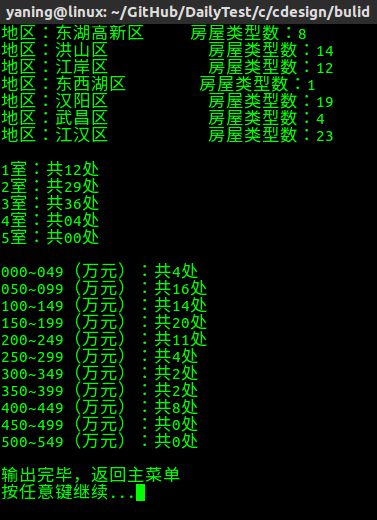 yaning@linux: ~/GitHub/DailyTest/c/cdesign/bulid
地区：东湖高新区 房屋类型数：8
地区：洪山区 房屋类型数：14
地区：江岸区 房屋类型数：12
地区：东西湖区 房屋类型数：1
地区：汉阳区 房屋类型数：19
地区：武昌区 房屋类型数：4
地区：江汉区 房屋类型数：23
1室：共12处
2室：共29处
3室：共36处
4室：共04处
5室：共00处
000~049（万元）：共4处
050~099（万元）：共16处
100~149（万元）：共14处
150~199（万元）：共20处
200~249（万元）：共11处
250~299（万元）：共4处
300~349（万元）：共2处
350~399（万元）：共2处
400~449（万元）：共8处
450~499（万元）：共0处
500~549（万元）：共0处
输出完毕，返回主菜单
按任意键继续...